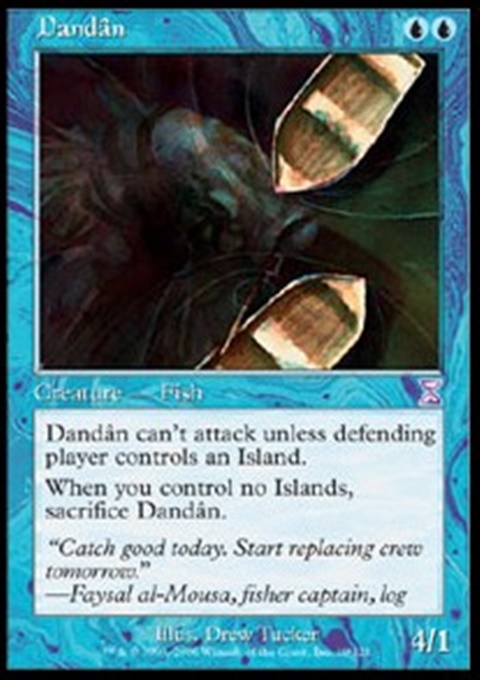 Dandân
Creature — Fish
Dandân can't attack unless defending
player controls an Island.
When you control no Islands,
sacrifice Dandân.
"Catch good today. Start replacing crew
tomorrow."
—Faysal al-Mousa, fisher captain, log
Illus. Drew Tucker
4/1